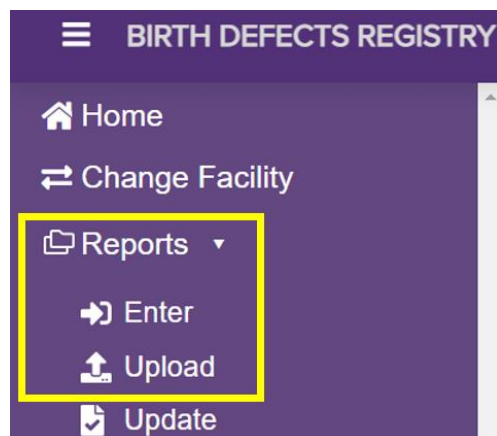 BIRTH DEFECTS REGISTRY
Home
Change Facility
Reports
Enter
Upload
Update